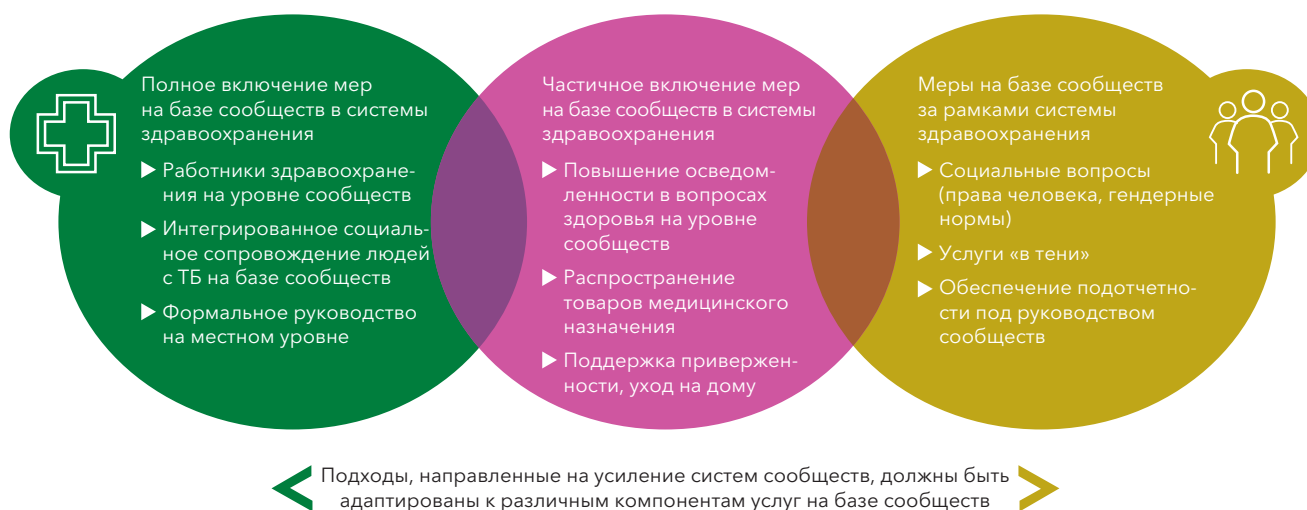 Полное включение мер
на базе сообществ в системы
здравоохранения
▶ Работники здравоохране-
ния на уровне сообществ
▶ Интегрированное социаль-
ное сопровождение людей
с ТБ на базе сообществ
▶ Формальное руководство
на местном уровне
Частичное включение мер
на базе сообществ в системы
здравоохранения
▶ Повышение осведом-
ленности в вопросах
здоровья на уровне
сообществ
▶ Распространение
товаров медицинского
назначения
▶ Поддержка привержен-
ности, уход на дому
Меры на базе сообществ
за рамками системы
здравоохранения
▶ Социальные вопросы
(права человека, гендерные
нормы)
▶ Услуги «в тени»
▶ Обеспечение подотчетно-
сти под руководством
сообществ
Подходы, направленные на усиление систем сообществ, должны быть
адаптированы к различным компонентам услуг на базе сообществ